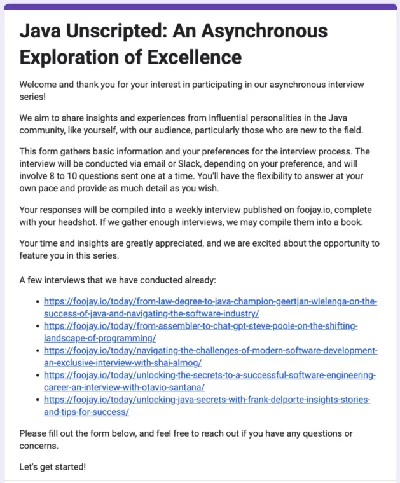 Java Unscripted: An Asynchronous
Exploration of Excellence
Welcome and thank you for your interest in participating in our asynchronous interview
series!
We aim to share insights and experiences from influential personalities in the Java
community, like yourself, with our audience, particularly those who are new to the field.
This form gathers basic information and your preferences for the interview process. The
interview will be conducted via email or Slack, depending on your preference, and will
involve 8 to 10 questions sent one at a time. You'll have the flexibility to answer at your
own pace and provide as much detail as you wish.
Your responses will be compiled into a weekly interview published on foojay.io, complete
with your headshot. If we gather enough interviews, we may compile them into a book.
Your time and insights are greatly appreciated, and we are excited about the opportunity to
feature you in this series.
A few interviews that we have conducted already:
• https://foojay.io/today/from-law-degree-to-java-champion-geertjan-wielenga-on-the-
success-of-java-and-navigating-the-software-industry/
• https://foojay.io/today/from-assembler-to-chat-gpt-steve-poole-on-the-shifting-
landscape-of-programming/
• https://foojay.io/today/navigating-the-challenges-of-modern-software-development-
an-exclusive-interview-with-shai-almog/
• https://foojay.io/today/unlocking-the-secrets-to-a-successful-software-engineering-
career-an-interview-with-otavio-santana/
• https://foojay.io/today/unlocking-java-secrets-with-frank-delporte-insights-stories-
and-tips-for-success/
Please fill out the form below, and feel free to reach out if you have any questions or
concerns.
Let's get started!